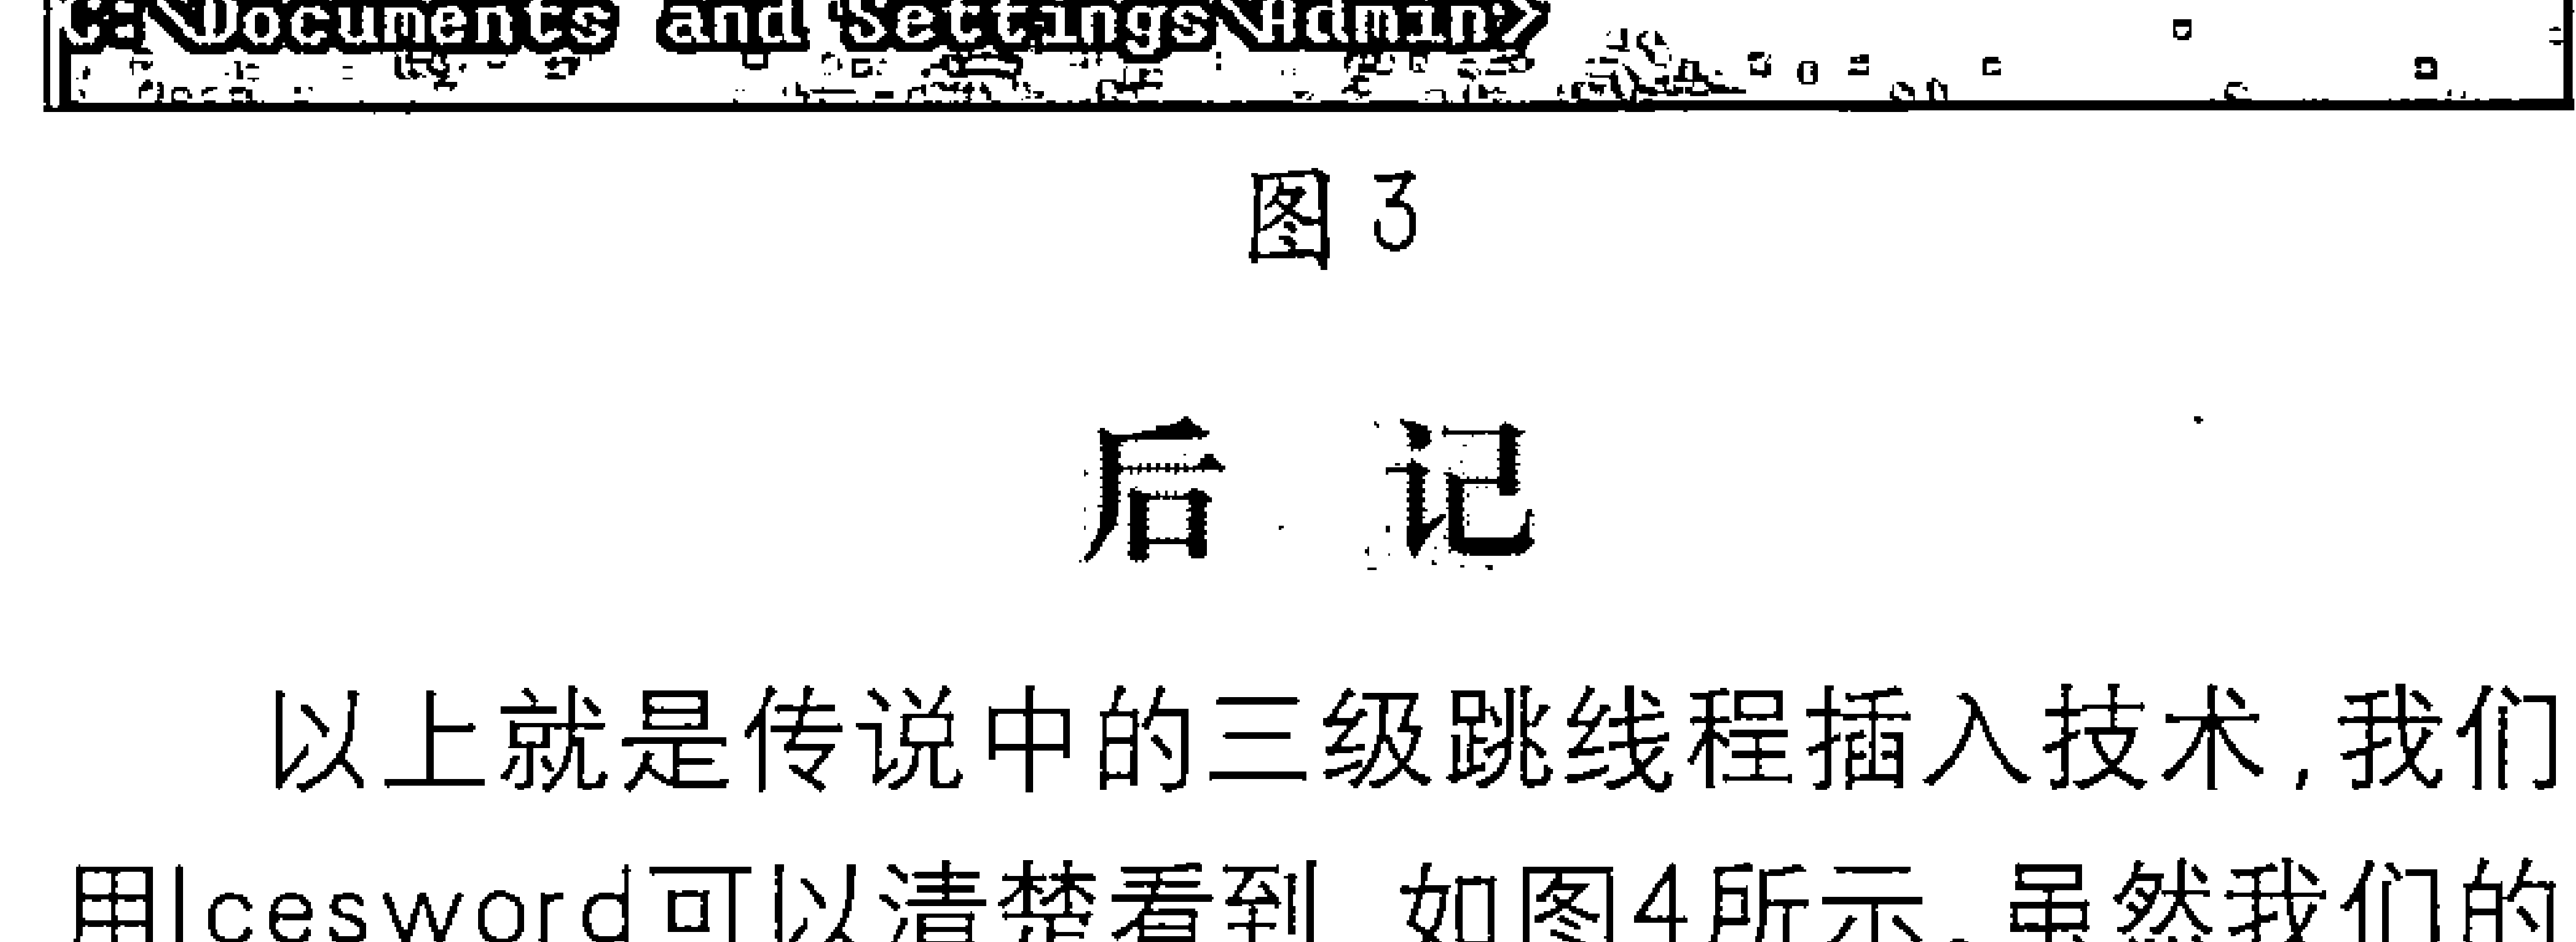 C:\Documents and Settings\Admin>
图 3
后 记
以上就是传说中的三级跳线程插入技术,我们
用Icesword可以清楚看到 如图4所示,虽然我们的